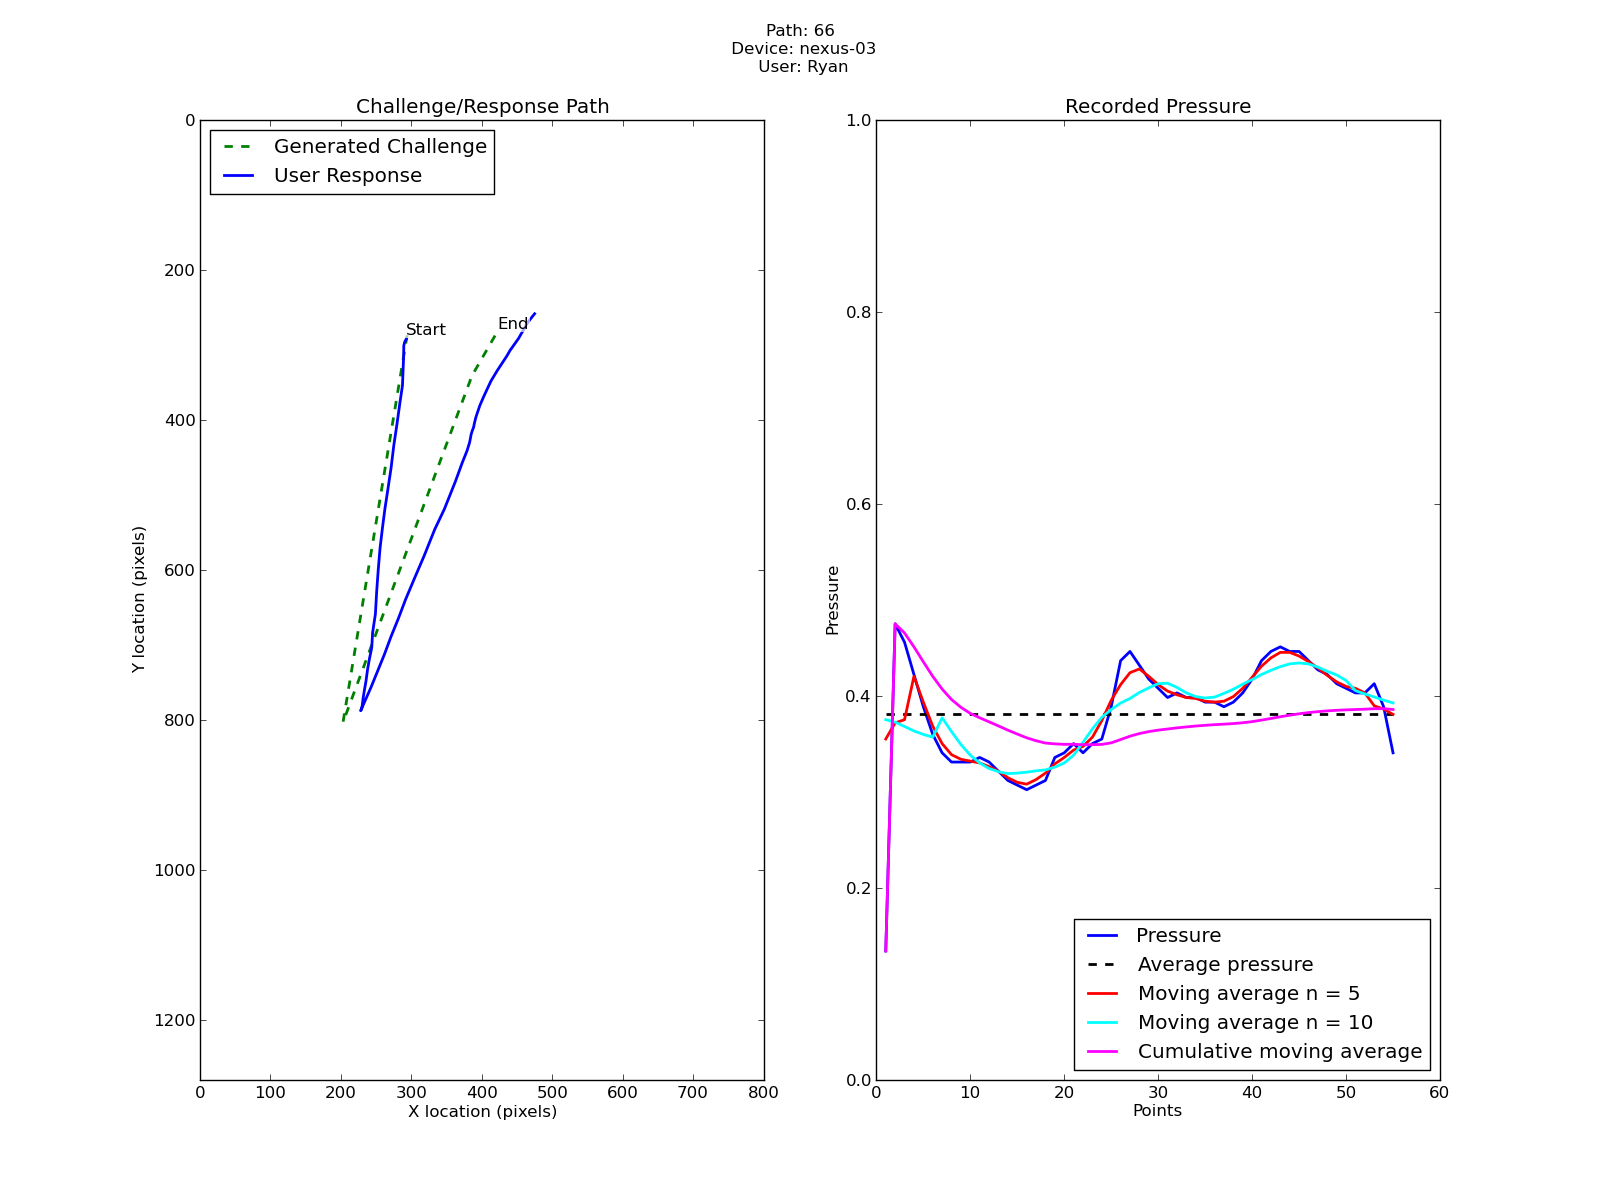 Path: 66
Device: nexus-03
User: Ryan
Challenge/Response Path
Generated Challenge
User Response
Start
End
0
200
400
600
800
1000
1200
Y location (pixels)
0 100 200 300 400 500 600 700 800
X location (pixels)
Recorded Pressure
1.0
0.8
0.6
0.4
0.2
0.0
Pressure
Pressure
Average pressure
Moving average n = 5
Moving average n = 10
Cumulative moving average
0 10 20 30 40 50 60
Points